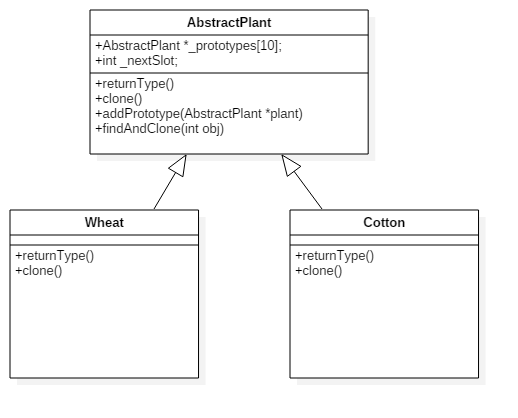 AbstractPlant
+AbstractPlant *_prototypes[10];
+int _nextSlot;
+returnType()
+clone()
+addPrototype(AbstractPlant *plant)
+findAndClone(int obj)
Wheat
+returnType()
+clone()
Cotton
+returnType()
+clone()